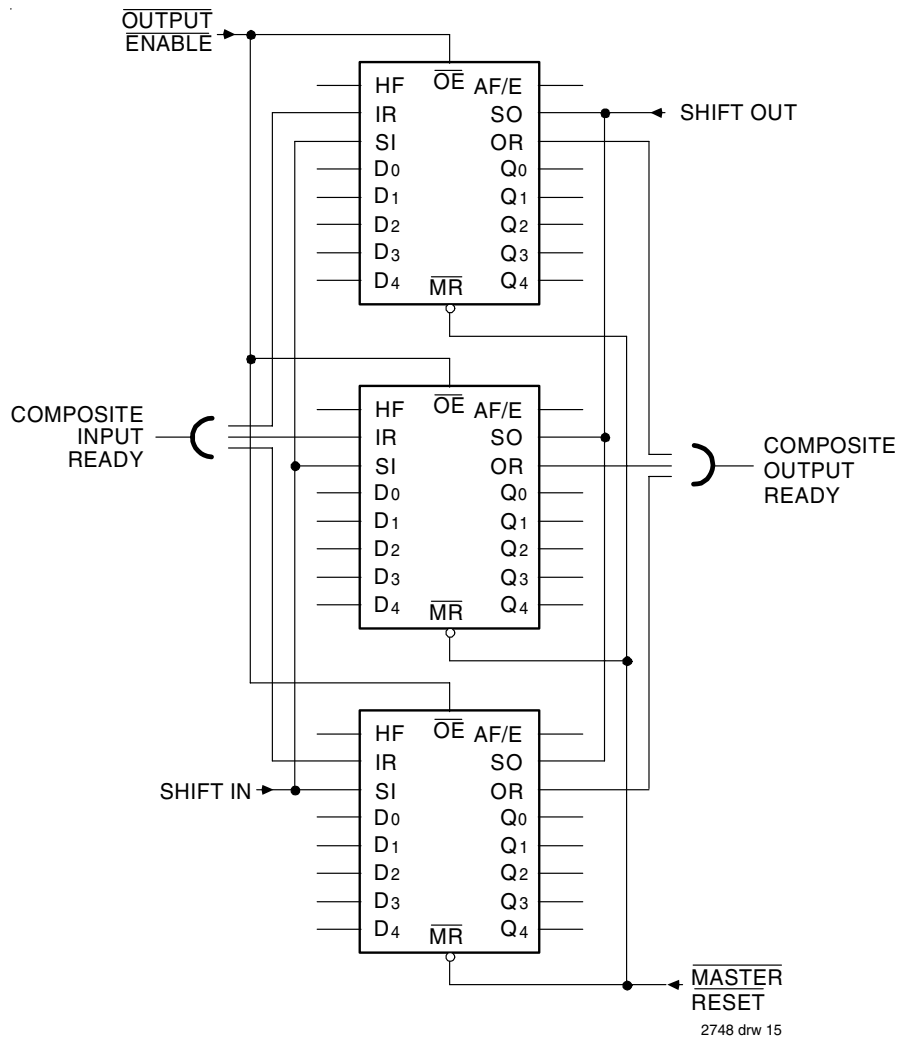 OUTPUT
ENABLE
OE
HF AF/E
IR SO SHIFT OUT
SI OR
D0 Q0
D1 Q1
D2 Q2
D3 Q3
D4 Q4
MR
OE
HF AF/E
COMPOSITE
INPUT
READY
IR SO
SI OR
COMPOSITE
OUTPUT
READY
D0 Q0
D1 Q1
D2 Q2
D3 Q3
D4 Q4
MR
OE
HF AF/E
IR SO
SHIFT IN SI OR
D0 Q0
D1 Q1
D2 Q2
D3 Q3
D4 Q4
MR
MASTER
RESET
2748 drw 15